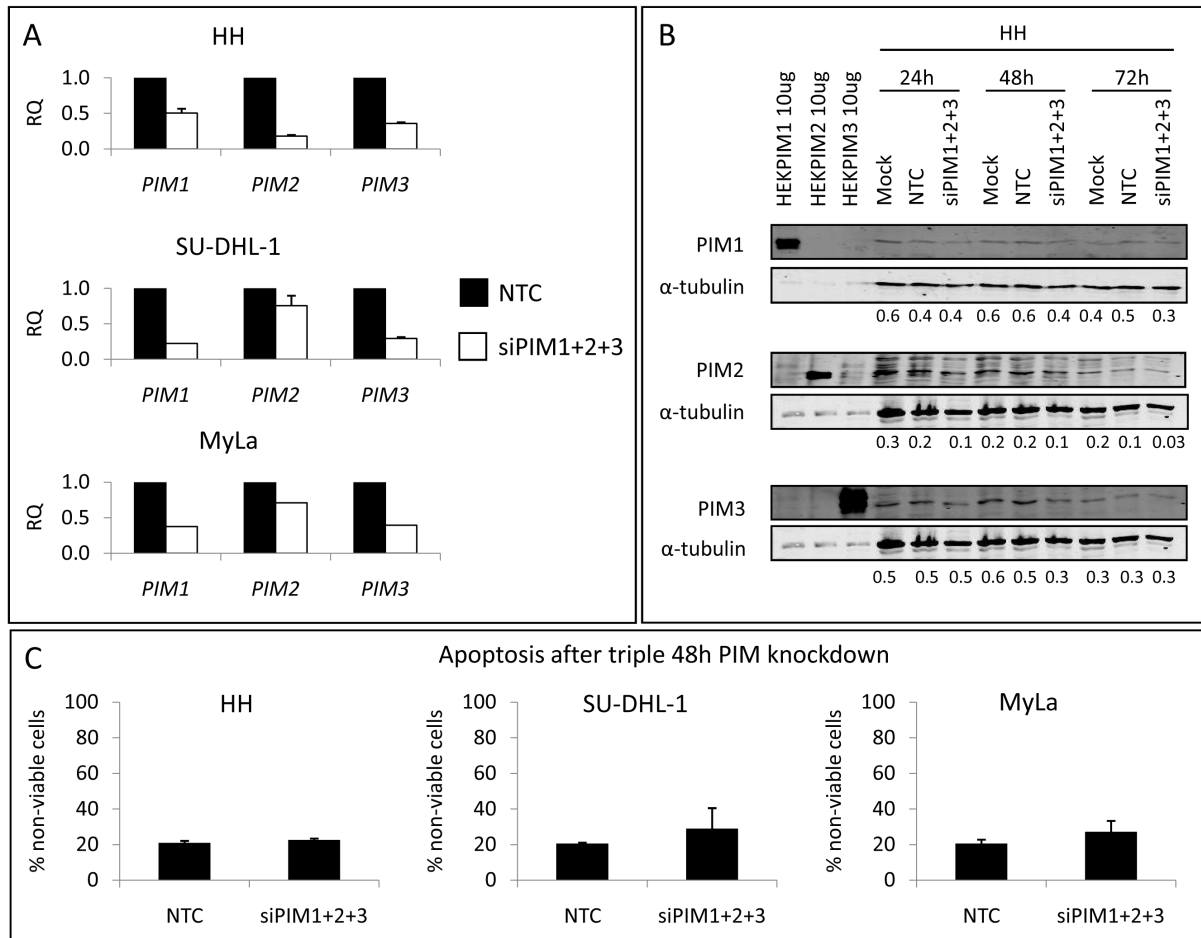 A
HH
RQ
1.0
0.5
0.0
PIM1 PIM2 PIM3
SU-DHL-1
1.0
0.5
0.0
PIM1 PIM2 PIM3
NTC
siPIM1+2+3
MyLa
RQ
1.0
0.5
0.0
PIM1 PIM2 PIM3
B
HH
24h 48h 72h
HEKPIM1 10ug
HEKPIM2 10ug
HEKPIM3 10ug
Mock
NTC
siPIM1+2+3
Mock
NTC
siPIM1+2+3
Mock
NTC
siPIM1+2+3
PIM1
α-tubulin
0.6 0.4 0.4 0.6 0.6 0.4 0.4 0.5 0.3
PIM2
α-tubulin
0.3 0.2 0.1 0.2 0.2 0.1 0.2 0.1 0.03
PIM3
α-tubulin
0.5 0.5 0.5 0.6 0.5 0.3 0.3 0.3 0.3
C
Apoptosis after triple 48h PIM knockdown
HH
% non-viable cells
100
80
60
40
20
0
NTC siPIM1+2+3
SU-DHL-1
% non-viable cells
100
80
60
40
20
0
NTC siPIM1+2+3
MyLa
% non-viable cells
100
80
60
40
20
0
NTC siPIM1+2+3